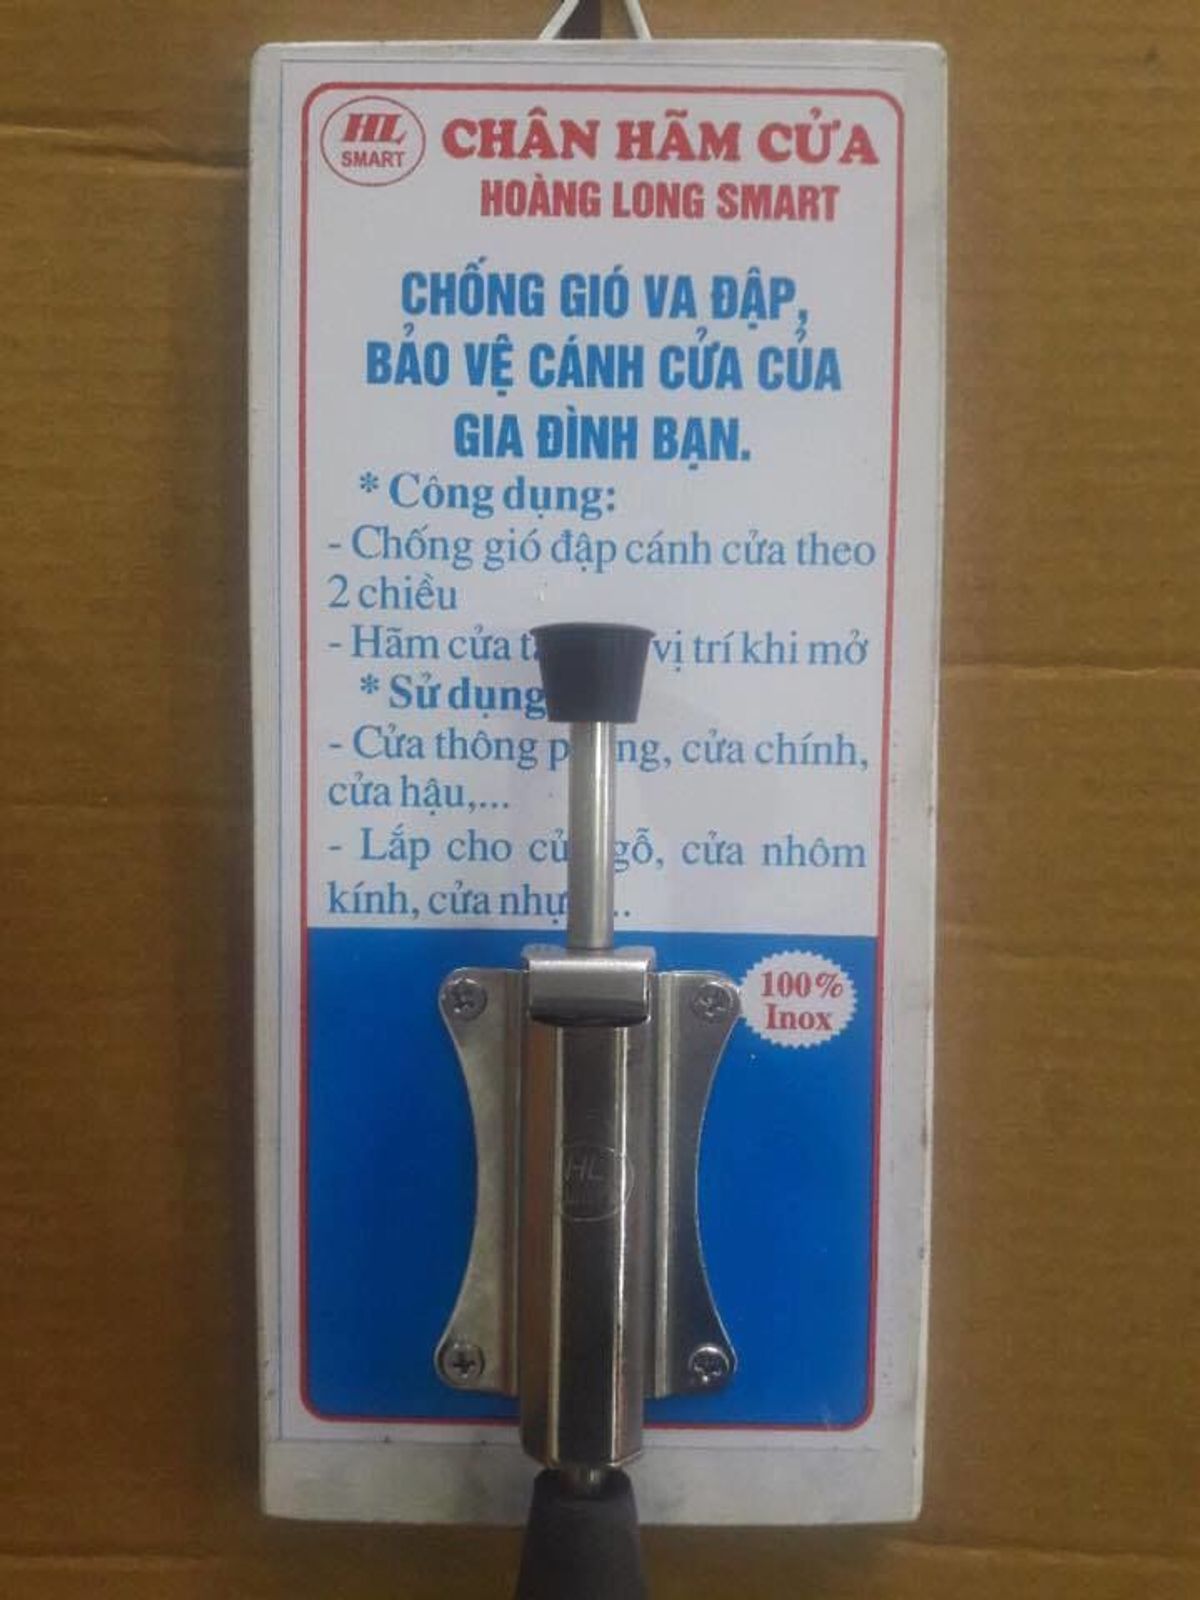 HL
SMART
CHÂN HÃM CỬA
HOÀNG LONG SMART
CHỐNG GIÓ VA ĐẬP,
BẢO VỆ CÁNH CỬA CỦA
GIA ĐÌNH BẠN.
* Công dụng:
- Chống gió đập cánh cửa theo
2 chiều
- Hãm cửa vị trí khi mở
* Sử dụng
- Cửa thông cửa chính,
cửa hậu,...
- Lắp cho gỗ, cửa nhôm
kính, cửa
100%
Inox
HL